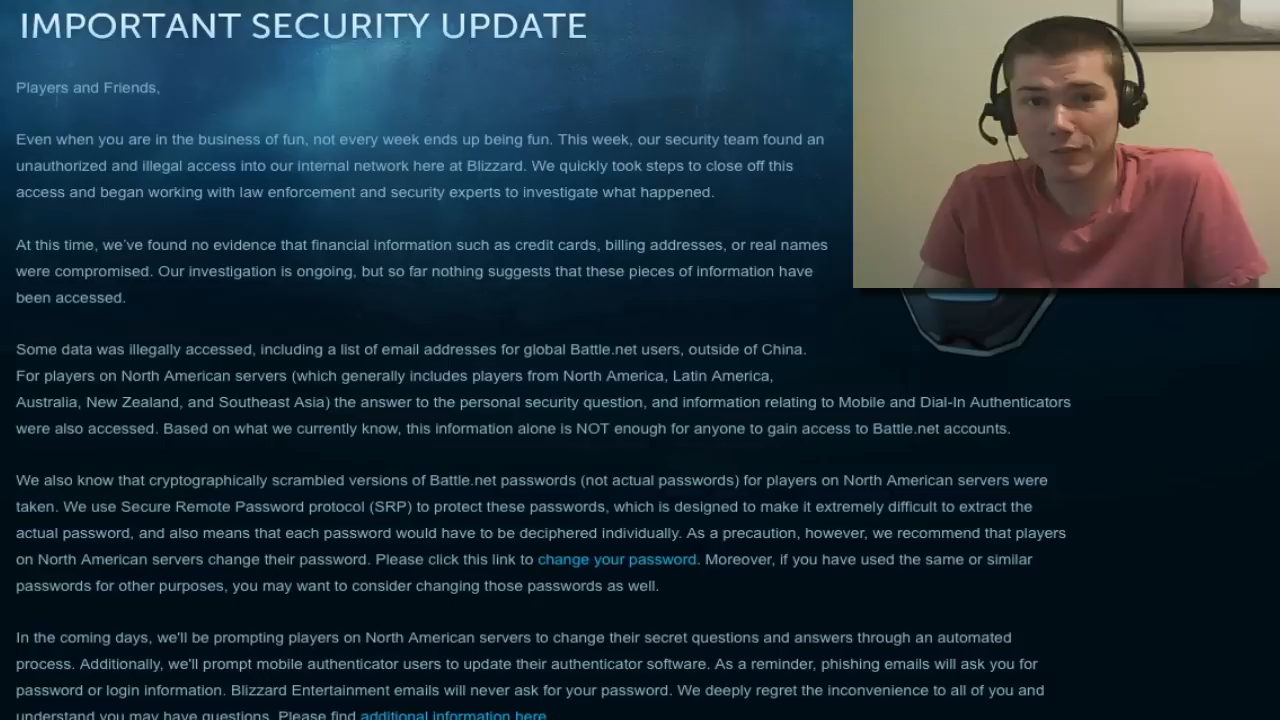 IMPORTANT SECURITY UPDATE
Players and Friends,
Even when you are in the business of fun, not every week ends up being fun. This week, our security team found an
unauthorized and illegal access into our internal network here at Blizzard. We quickly took steps to close off this
access and began working with law enforcement and security experts to investigate what happened.
At this time, we've found no evidence that financial information such as credit cards, billing addresses, or real names
were compromised. Our investigation is ongoing, but so far nothing suggests that these pieces of information have
been accessed.
Some data was illegally accessed, including a list of email addresses for global Battle.net users, outside of China.
For players on North American servers (which generally includes players from North America, Latin America,
Australia, New Zealand, and Southeast Asia) the answer to the personal security question, and information relating to Mobile and Dial-In Authenticators
were also accessed. Based on what we currently know, this information alone is NOT enough for anyone to gain access to Battle.net accounts.
We also know that cryptographically scrambled versions of Battle.net passwords (not actual passwords) for players on North American servers were
taken. We use Secure Remote Password protocol (SRP) to protect these passwords, which is designed to make it extremely difficult to extract the
actual password, and also means that each password would have to be deciphered individually. As a precaution, however, we recommend that players
on North American servers change their password. Please click this link to change your password. Moreover, if you have used the same or similar
passwords for other purposes, you may want to consider changing those passwords as well.
In the coming days, we'll be prompting players on North American servers to change their secret questions and answers through an automated
process. Additionally, we'll prompt mobile authenticator users to update their authenticator software. As a reminder, phishing emails will ask you for
password or login information. Blizzard Entertainment emails will never ask for your password. We deeply regret the inconvenience to all of you and
understand you may have questions. Please find additional information here